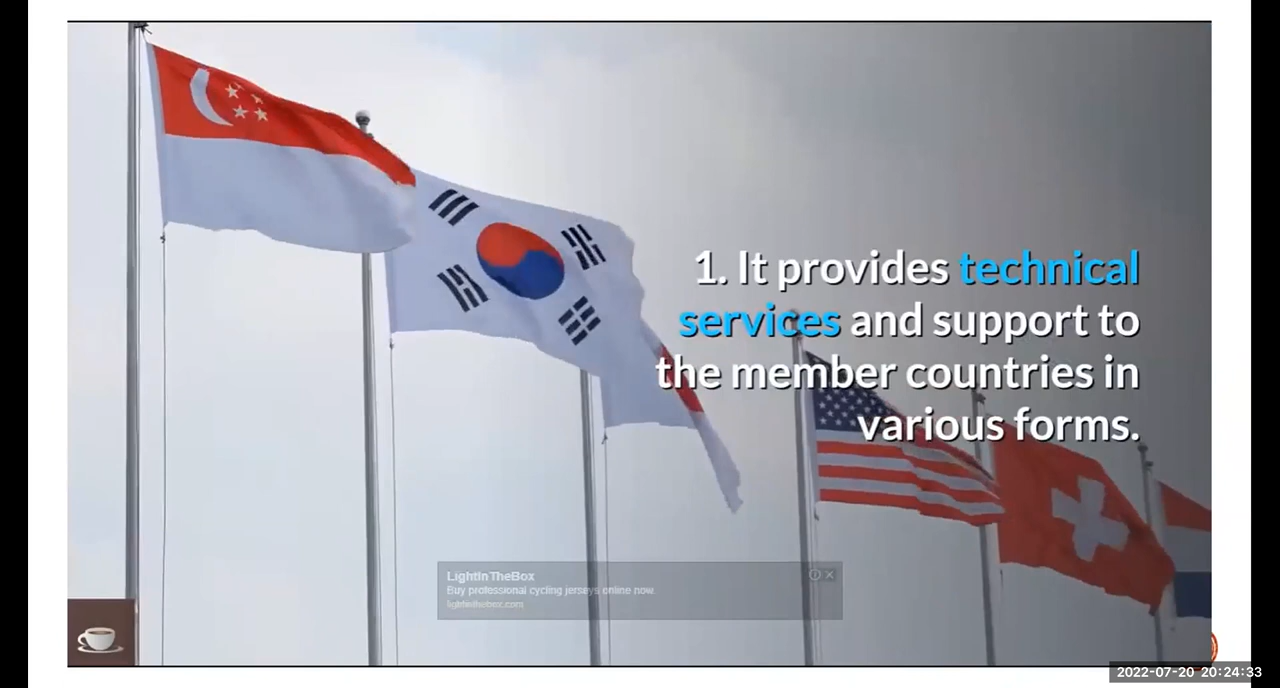 1. It provides technical
services and support to
the member countries in
various forms.
LightInTheBox
Buy professional cycling jerseys online now.
lightinthebox.com
2022-07-20 20:24:33